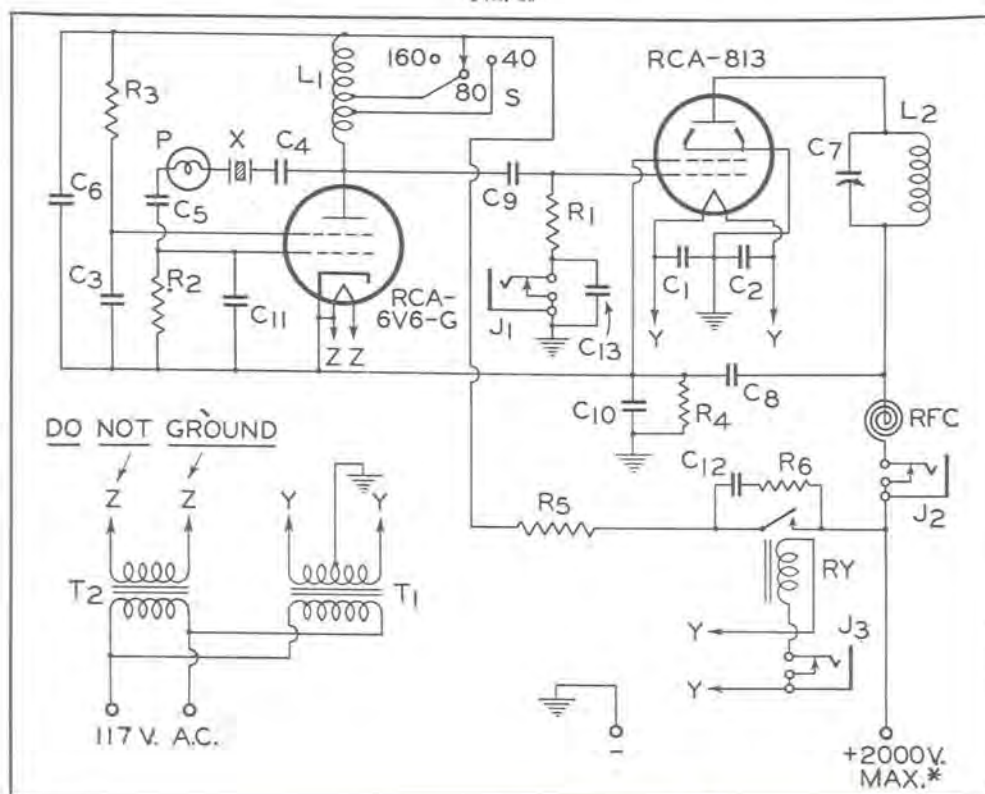 RCA-813
160 80 40
S
L1
L2
R3
P
X
C4
C7
C6
C5
C9
R1
C3
R2
C11
RCA-
6V6-G
C1
C2
Z Z
J1
C13
Y
Y
C10
R4
C8
RFC
DO NOT GROUND
Z
Z
Y
Y
C12
R6
R5
J2
T2
T1
RY
Y
J3
Y
117 V. A.C.
–
+2000V.
MAX.*